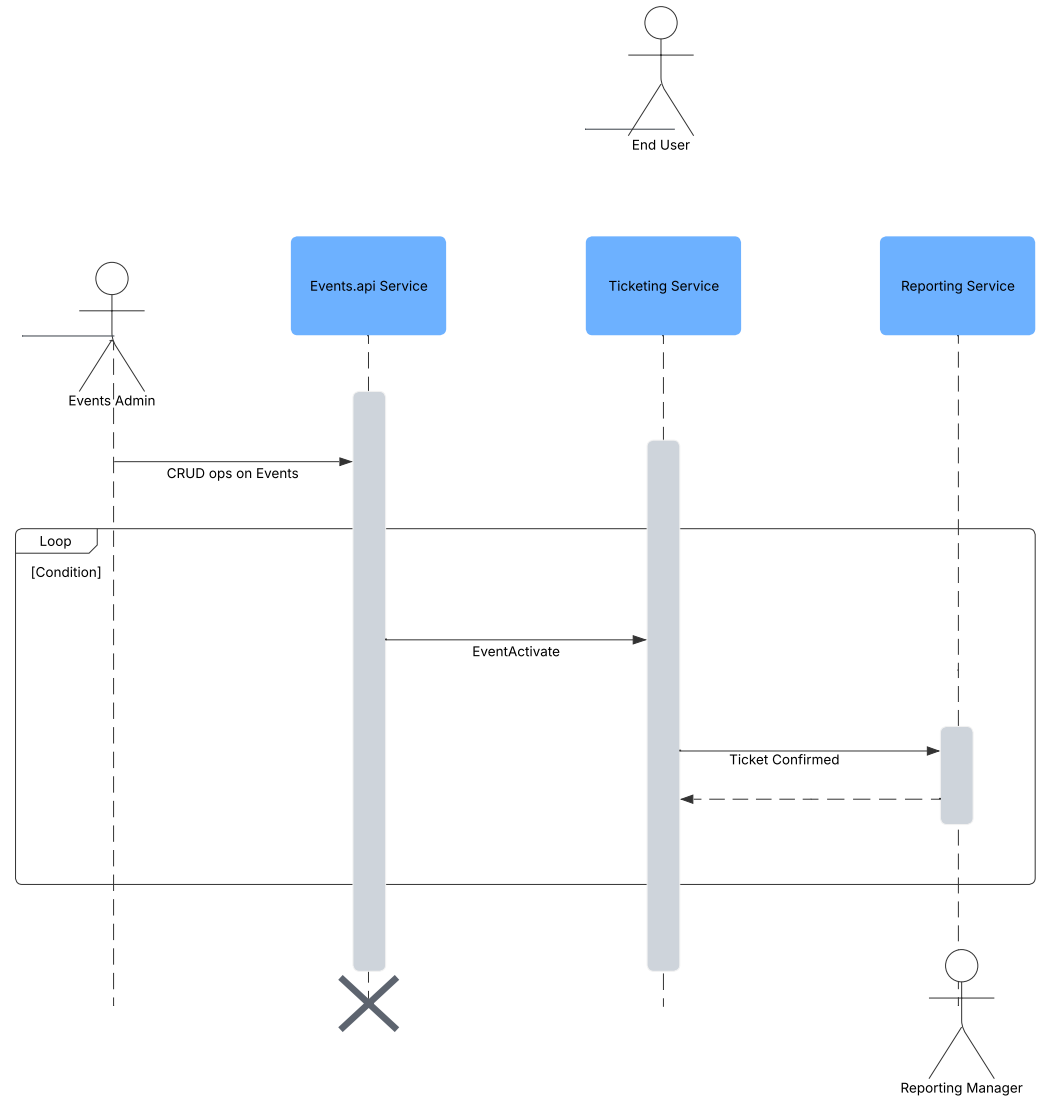 End User
Events.api Service
Ticketing Service
Reporting Service
Events Admin
CRUD ops on Events
Loop
[Condition]
EventActivate
Ticket Confirmed
Reporting Manager